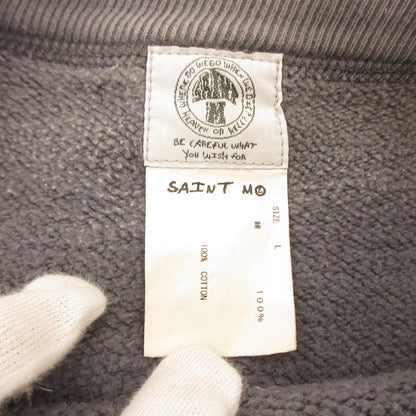 WHERE DO WE GO WHEN WE DIE?
HEAVEN OR HELL?
BE CAREFUL WHAT
YOU WISH FOR
SAINT M
SIZE L
綿 100%
100% COTTON